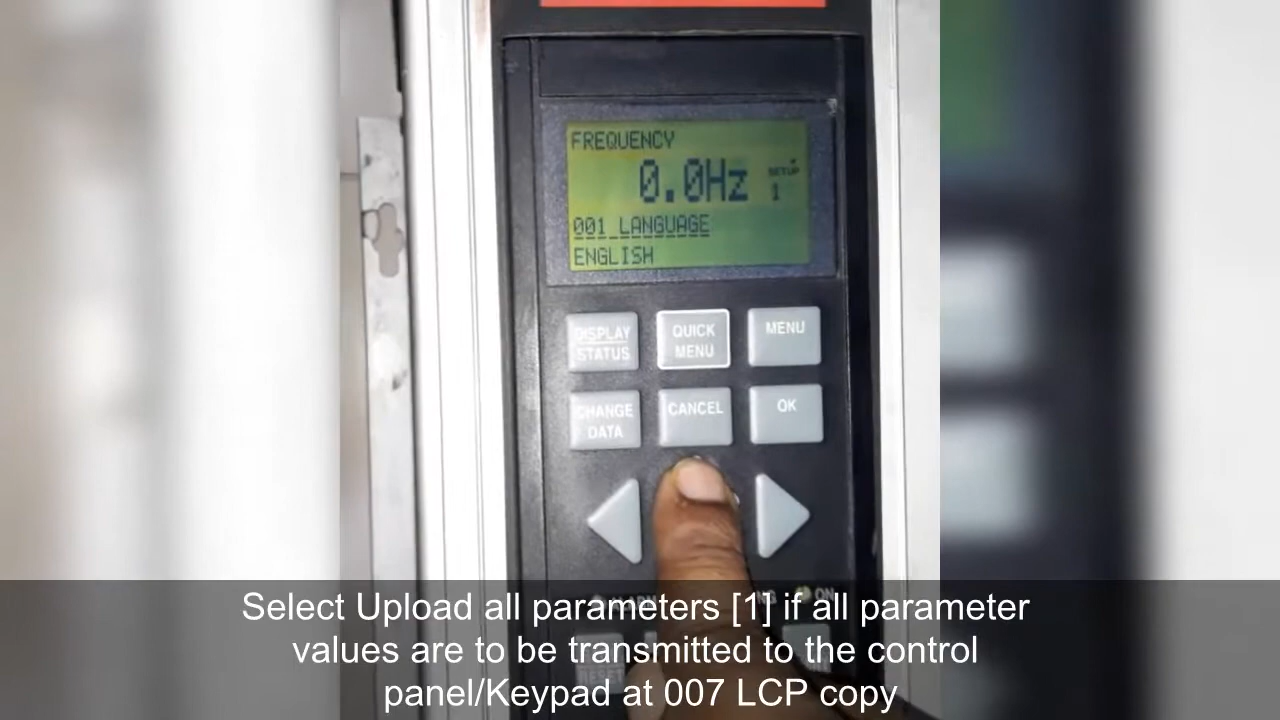 FREQUENCY
0.0Hz
SETUP
1
001 LANGUAGE
ENGLISH
DISPLAY
STATUS
QUICK
MENU
MENU
CHANGE
DATA
CANCEL
OK
ON
Select Upload all parameters [1] if all parameter
values are to be transmitted to the control
panel/Keypad at 007 LCP copy